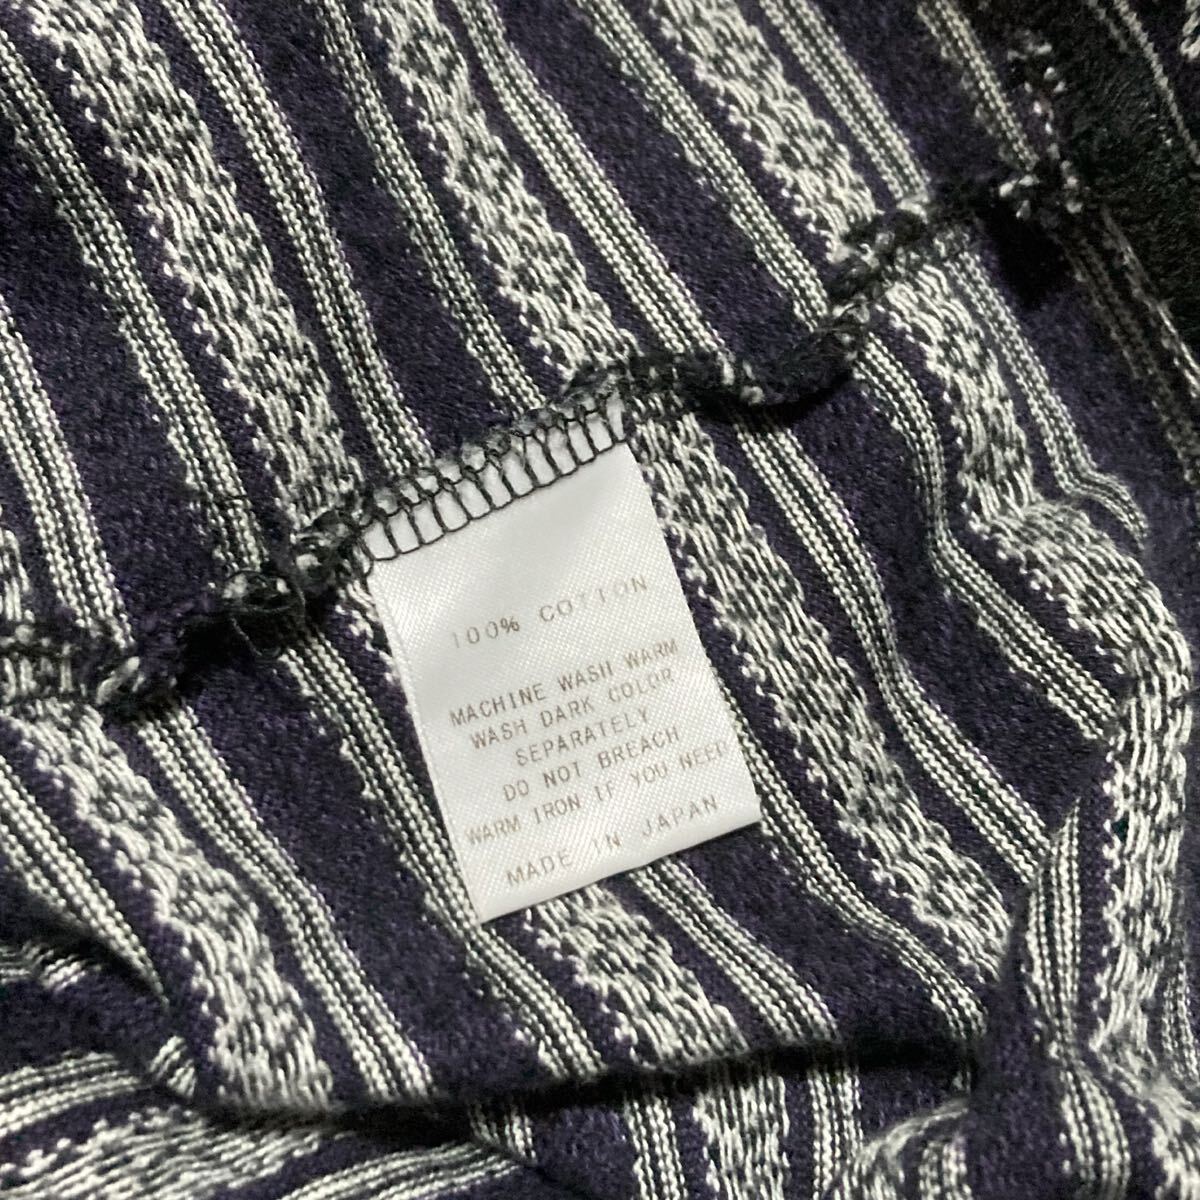 100% COTTON
MACHINE WASH WARM
WASH DARK COLOR
SEPARATELY
DO NOT BREACH
WARM IRON IF YOU NEED
MADE IN JAPAN